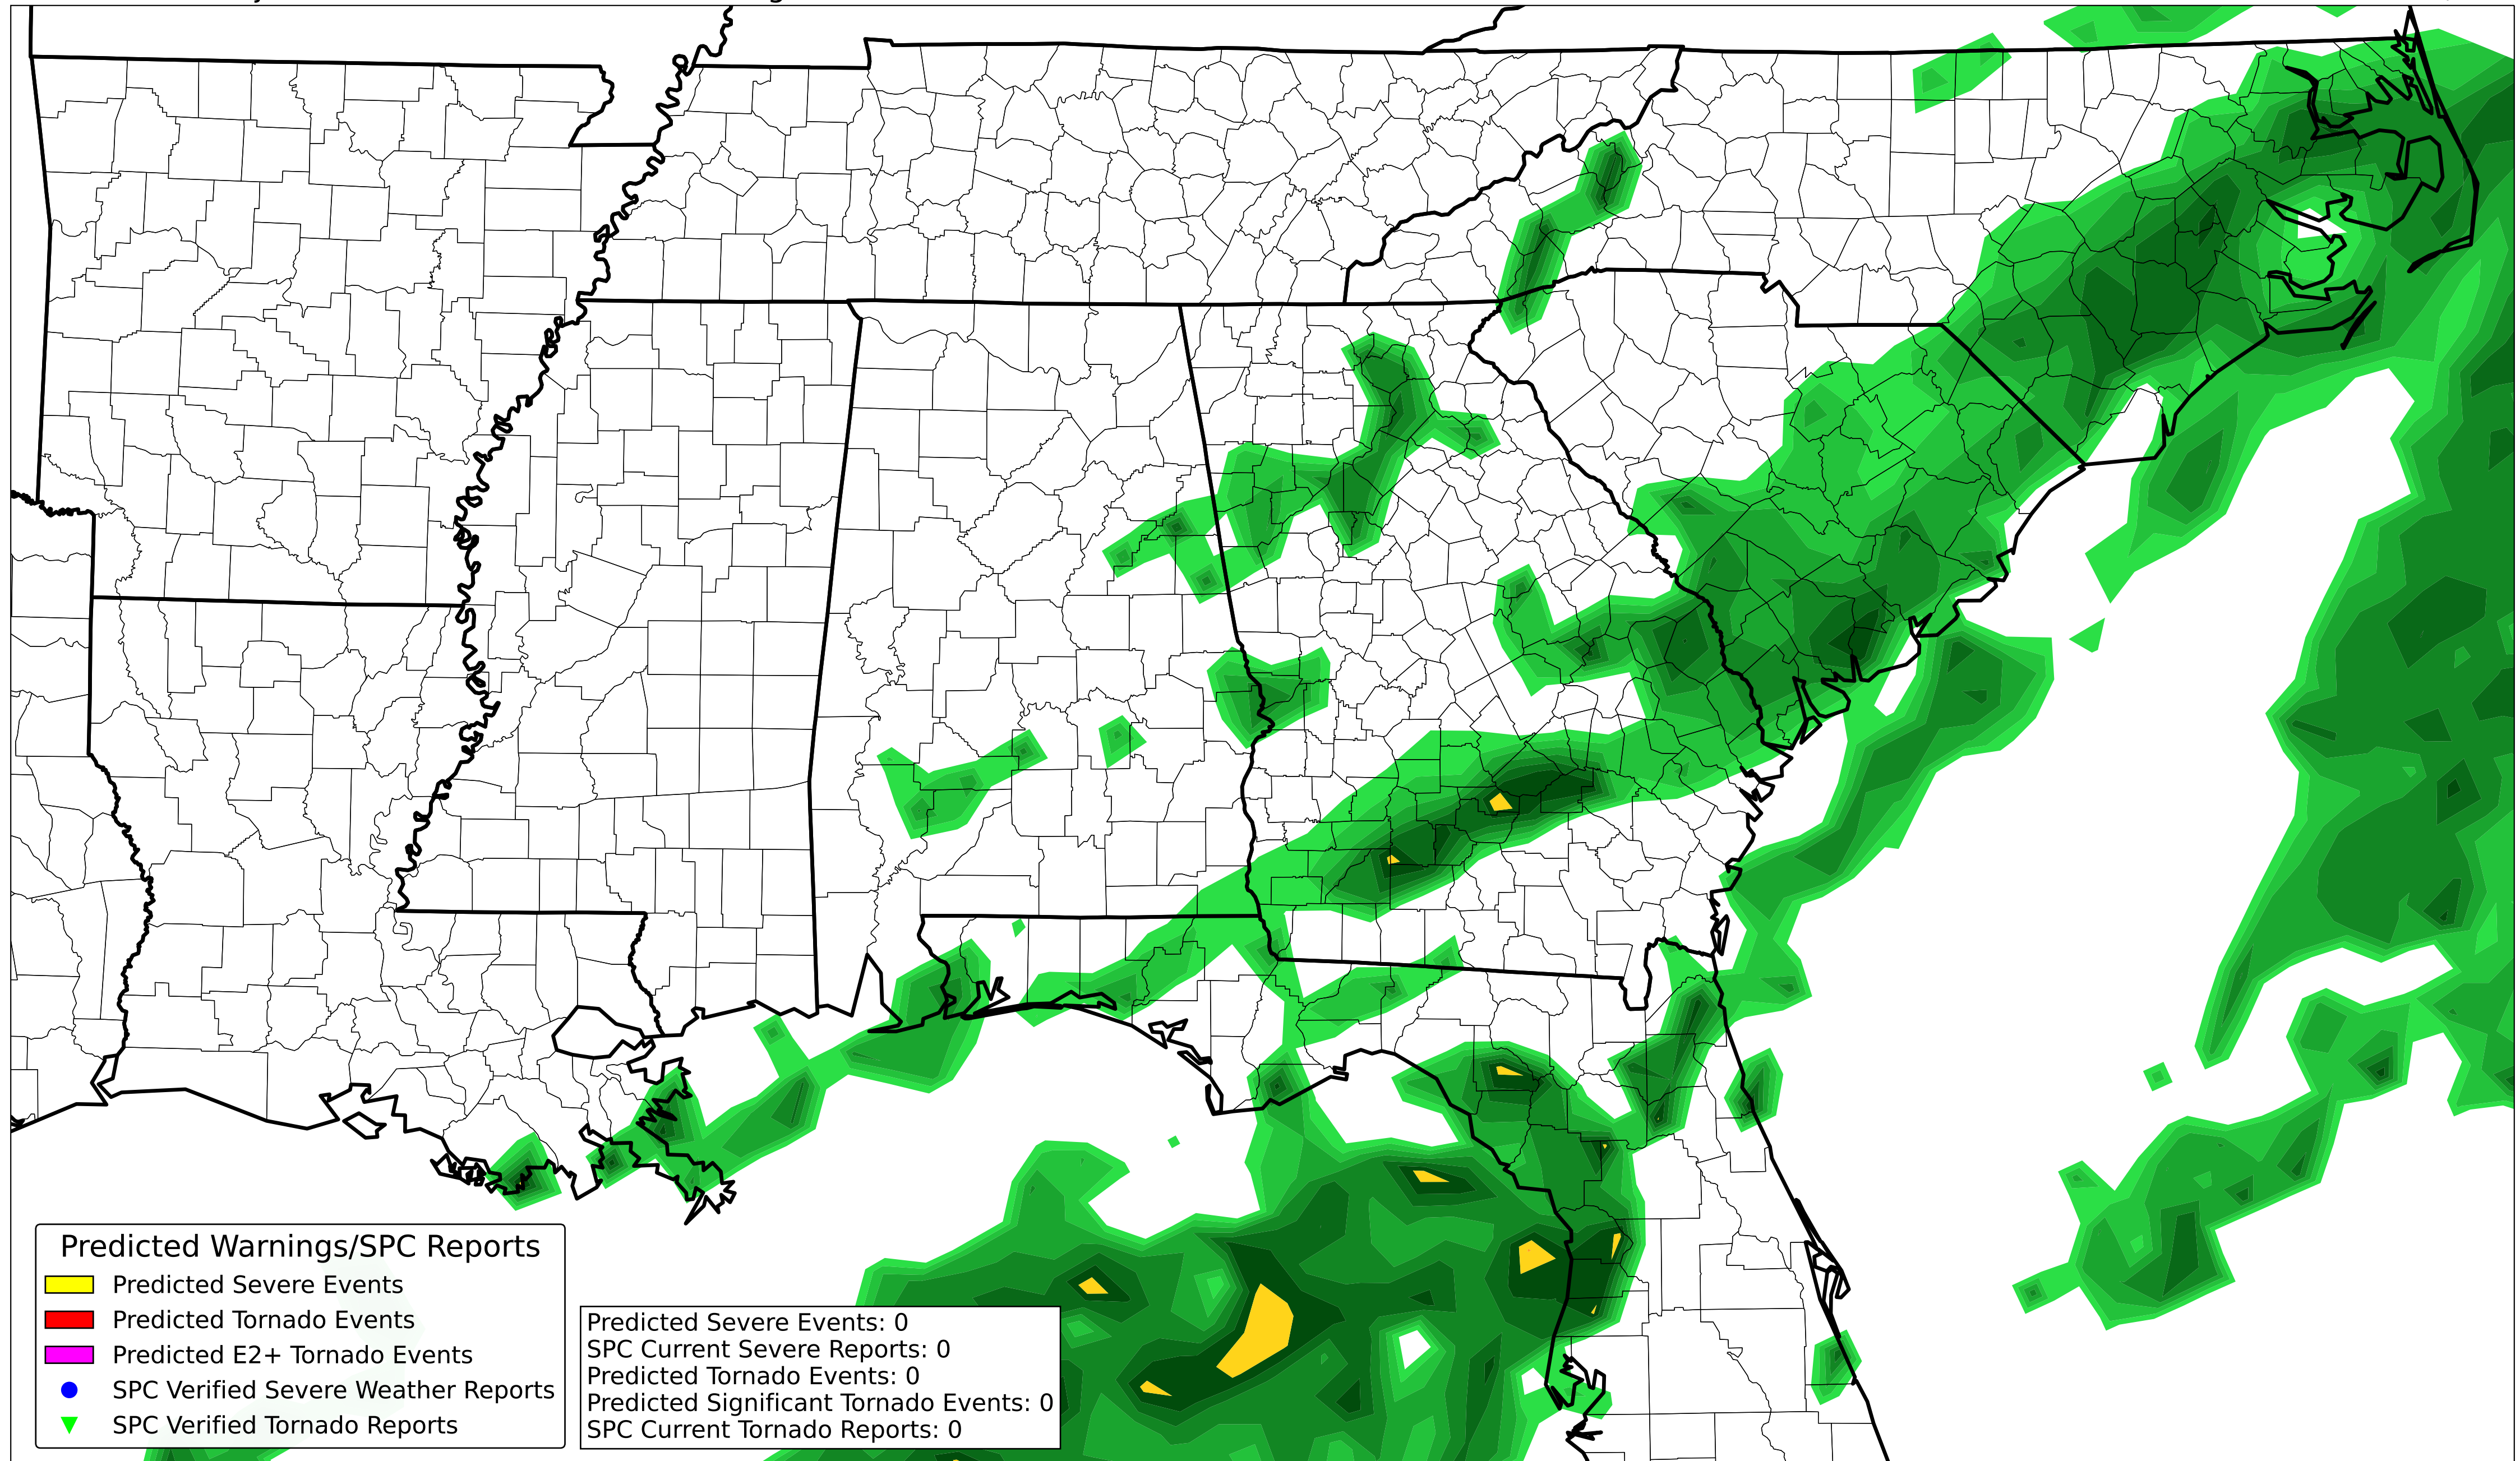 Predicted Warnings/SPC Reports
Predicted Severe Events
Predicted Tornado Events
Predicted E2+ Tornado Events
SPC Verified Severe Weather Reports
SPC Verified Tornado Reports
Predicted Severe Events: 0
SPC Current Severe Reports: 0
Predicted Tornado Events: 0
Predicted Significant Tornado Events: 0
SPC Current Tornado Reports: 0